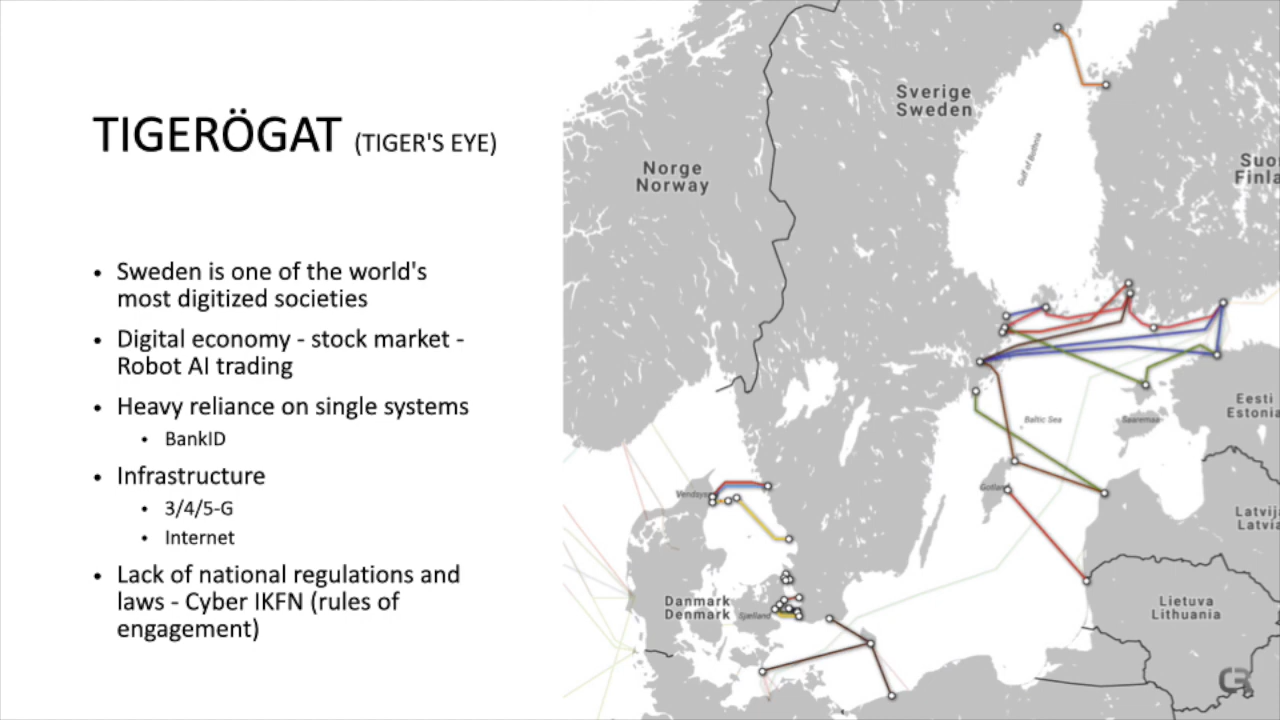 TIGERÖGAT (TIGER'S EYE)
• Sweden is one of the world's
most digitized societies
• Digital economy - stock market -
Robot AI trading
• Heavy reliance on single systems
• BankID
• Infrastructure
• 3/4/5-G
• Internet
• Lack of national regulations and
laws - Cyber IKFN (rules of
engagement)
Sverige
Sweden
Norge
Norway
Gulf of Bothnia
Suo
Finla
Baltic Sea
Saaremaa
Eesti
Estonia
Gotland
Vendsys
Latvij
Latvia
Danmark
Denmark
Sjælland
Lietuva
Lithuania